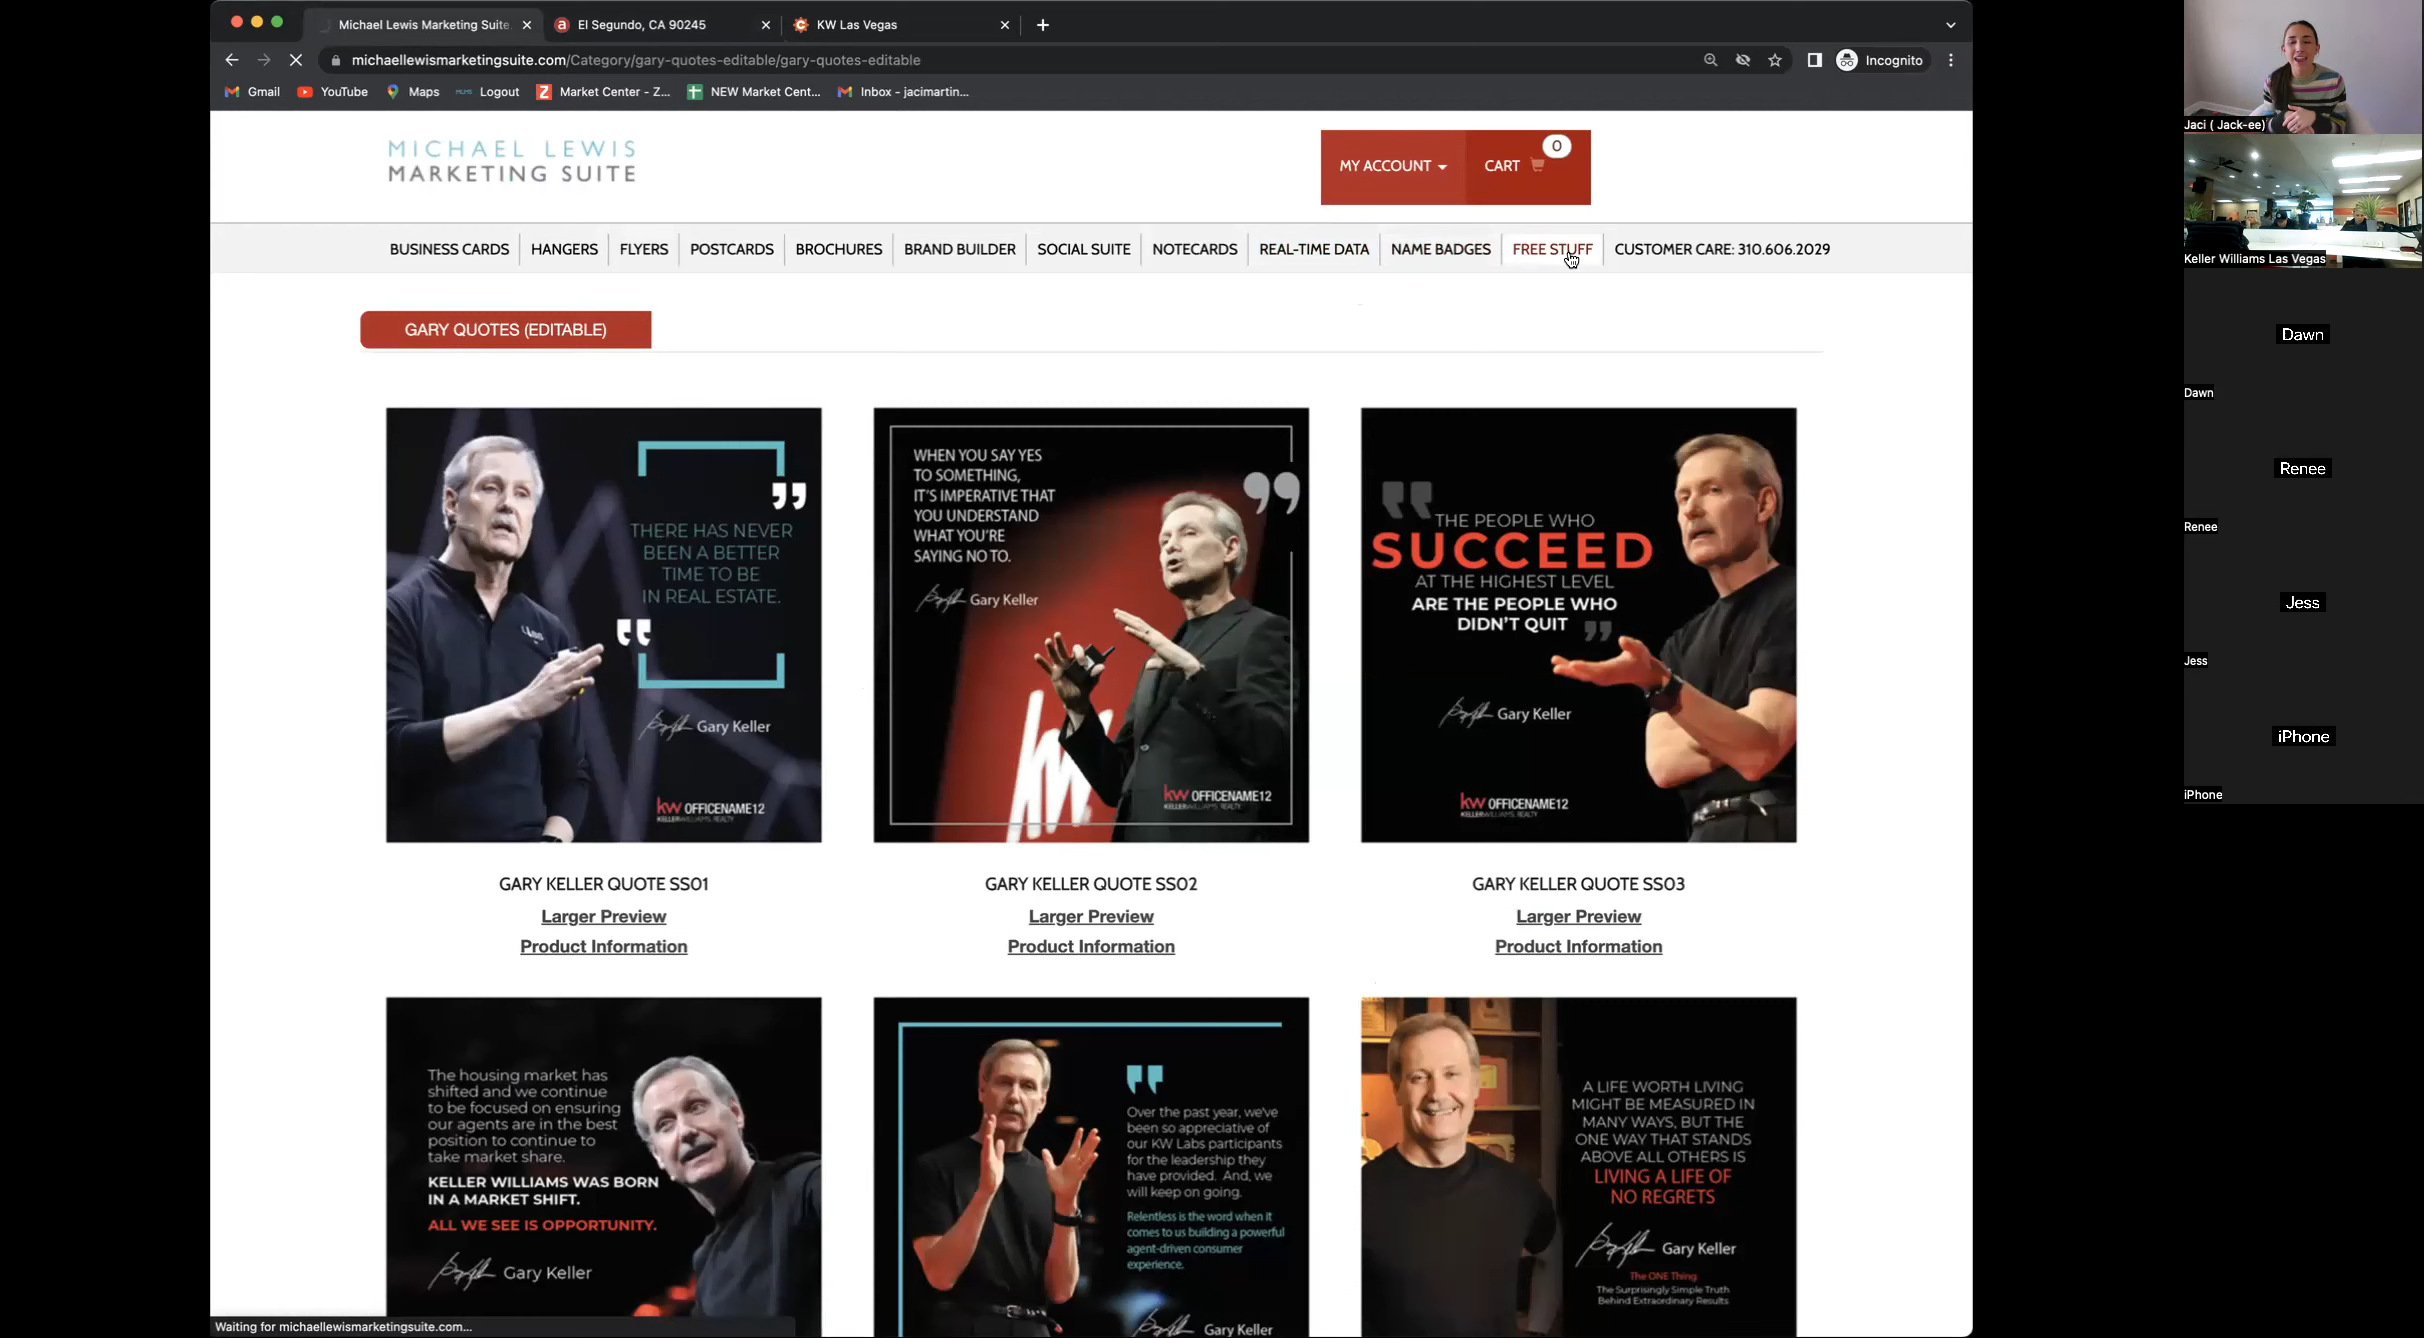 Michael Lewis Marketing Suite
El Segundo, CA 90245
KW Las Vegas
michaellewismarketingsuite.com/Category/gary-quotes-editable/gary-quotes-editable
Incognito
Gmail
YouTube
Maps
Logout
Market Center - Z...
NEW Market Cent...
Inbox - jacimartin...
MICHAEL LEWIS
MARKETING SUITE
MY ACCOUNT
CART
0
BUSINESS CARDS
HANGERS
FLYERS
POSTCARDS
BROCHURES
BRAND BUILDER
SOCIAL SUITE
NOTECARDS
REAL-TIME DATA
NAME BADGES
FREE STUFF
CUSTOMER CARE: 310.606.2029
GARY QUOTES (EDITABLE)
THERE HAS NEVER
BEEN A BETTER
TIME TO BE
IN REAL ESTATE.
Gary Keller
kw OFFICENAME12
KELLERWILLIAMS. REALTY
GARY KELLER QUOTE SS01
Larger Preview
Product Information
WHEN YOU SAY YES
TO SOMETHING,
IT'S IMPERATIVE THAT
YOU UNDERSTAND
WHAT YOU'RE
SAYING NO TO.
Gary Keller
kw OFFICENAME12
KELLERWILLIAMS. REALTY
GARY KELLER QUOTE SS02
Larger Preview
Product Information
THE PEOPLE WHO
SUCCEED
AT THE HIGHEST LEVEL
ARE THE PEOPLE WHO
DIDN'T QUIT
Gary Keller
kw OFFICENAME12
KELLERWILLIAMS. REALTY
GARY KELLER QUOTE SS03
Larger Preview
Product Information
The housing market has
shifted and we continue
to be focused on ensuring
our agents are in the best
position to continue to
take market share.
KELLER WILLIAMS WAS BORN
IN A MARKET SHIFT.
ALL WE SEE IS OPPORTUNITY.
Gary Keller
Over the past year, we've
been so appreciative of
our KW Labs participants
for the leadership they
have provided. And, we
will keep on going.
Relentless is the word when it
comes to us building a powerful
agent-driven consumer
experience.
Gary Keller
A LIFE WORTH LIVING
MIGHT BE MEASURED IN
MANY WAYS, BUT THE
ONE WAY THAT STANDS
ABOVE ALL OTHERS IS
LIVING A LIFE OF
NO REGRETS
Gary Keller
The ONE Thing:
The Surprisingly Simple Truth
Behind Extraordinary Results
Waiting for michaellewismarketingsuite.com...
Jaci ( Jack-ee)
Keller Williams Las Vegas
Dawn
Dawn
Renee
Renee
Jess
Jess
iPhone
iPhone